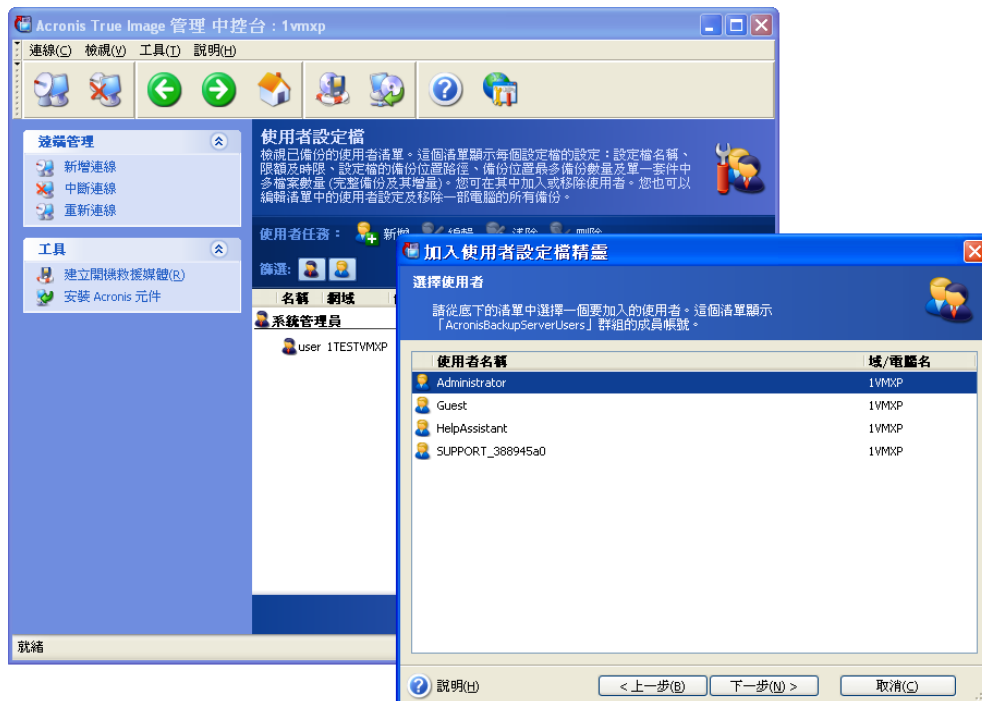 Acronis True Image 管理 中控台 : 1vmxp
連線(C) 檢視(V) 工具(T) 說明(H)
遠端管理
新增連線
中斷連線
重新連線
工具
建立開機救援媒體(R)
安裝 Acronis 元件
使用者設定檔
檢視已備份的使用者清單。這個清單顯示每個設定檔的設定：設定檔名稱、
限額及時限、設定檔的備份位置路徑、備份位置最多備份數量及單一套件中
多檔案數量 (完整備份及其增量)。您可在其中加入或移除使用者。您也可以
編輯清單中的使用者設定及移除一部電腦的所有備份。
使用者任務： 新增 編輯 清除 刪除
篩選:
名稱 網域
系統管理員
user 1TESTVMXP
就緒
加入使用者設定檔精靈
選擇使用者
請從底下的清單中選擇一個要加入的使用者。這個清單顯示
「AcronisBackupServerUsers」群組的成員帳號。
使用者名稱 域/電腦名
Administrator 1VMXP
Guest 1VMXP
HelpAssistant 1VMXP
SUPPORT_388945a0 1VMXP
說明(H) < 上一步(B) 下一步(N) > 取消(C)